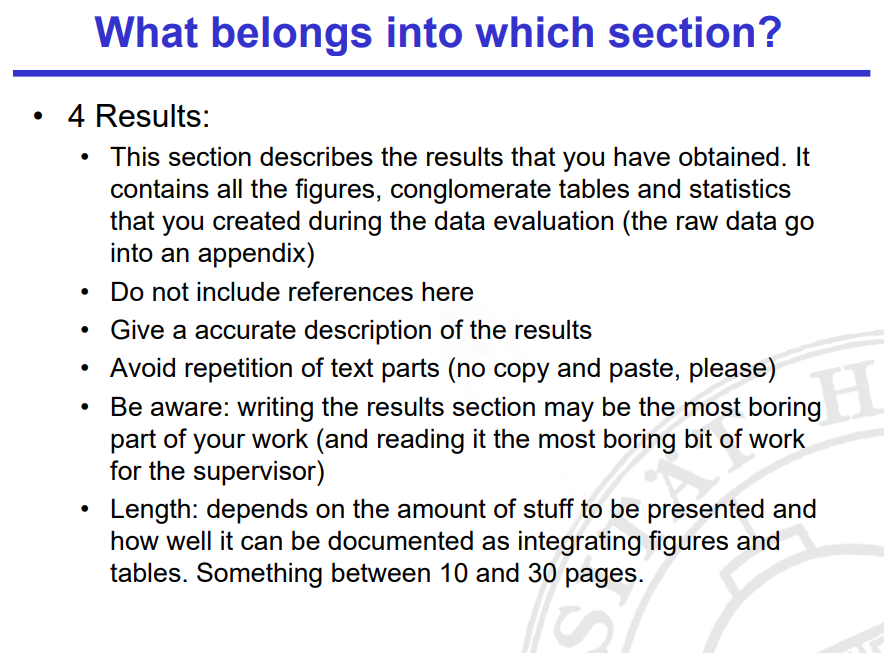 What belongs into which section?
• 4 Results:
• This section describes the results that you have obtained. It
contains all the figures, conglomerate tables and statistics
that you created during the data evaluation (the raw data go
into an appendix)
• Do not include references here
• Give a accurate description of the results
• Avoid repetition of text parts (no copy and paste, please)
• Be aware: writing the results section may be the most boring
part of your work (and reading it the most boring bit of work
for the supervisor)
• Length: depends on the amount of stuff to be presented and
how well it can be documented as integrating figures and
tables. Something between 10 and 30 pages.
SITÄT H